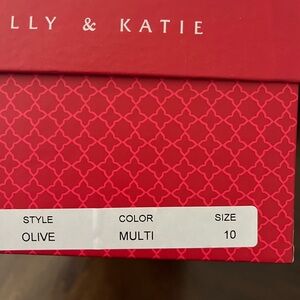 LLY & KATIE
STYLE COLOR SIZE
OLIVE MULTI 10